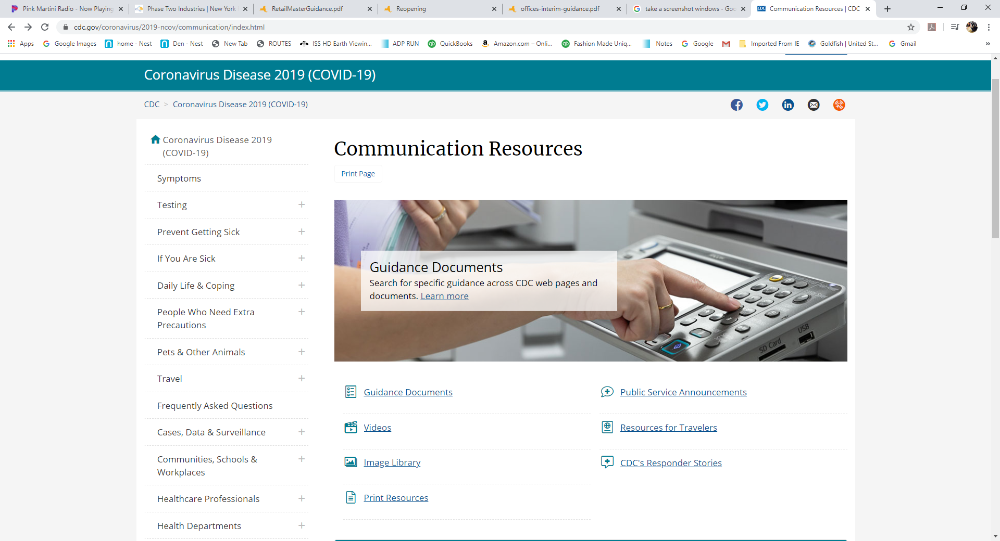 Pink Martini Radio - Now Playing
Phase Two Industries | New York
RetailMasterGuidance.pdf
Reopening
offices-interim-guidance.pdf
take a screenshot windows - Goo
CDC
Communication Resources | CDC
cdc.gov/coronavirus/2019-ncov/communication/index.html
Apps
Google Images
home - Nest
Den - Nest
New Tab
ROUTES
ISS HD Earth Viewin...
ADP RUN
QuickBooks
Amazon.com – Onli...
Fashion Made Uniq...
Notes
Google
Imported From IE
Goldfish | United St...
Gmail
Coronavirus Disease 2019 (COVID-19)
CDC > Coronavirus Disease 2019 (COVID-19)
Coronavirus Disease 2019
(COVID-19)
Symptoms
Testing
Prevent Getting Sick
If You Are Sick
Daily Life & Coping
People Who Need Extra
Precautions
Pets & Other Animals
Travel
Frequently Asked Questions
Cases, Data & Surveillance
Communities, Schools &
Workplaces
Healthcare Professionals
Health Departments
Communication Resources
Print Page
Guidance Documents
Search for specific guidance across CDC web pages and
documents. Learn more
USB
SD Card
Guidance Documents
Videos
Image Library
Print Resources
Public Service Announcements
Resources for Travelers
CDC's Responder Stories